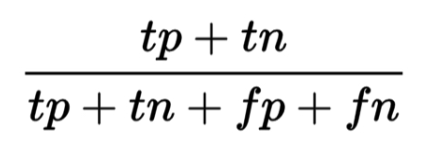 tp + tn
tp + tn + fp + fn